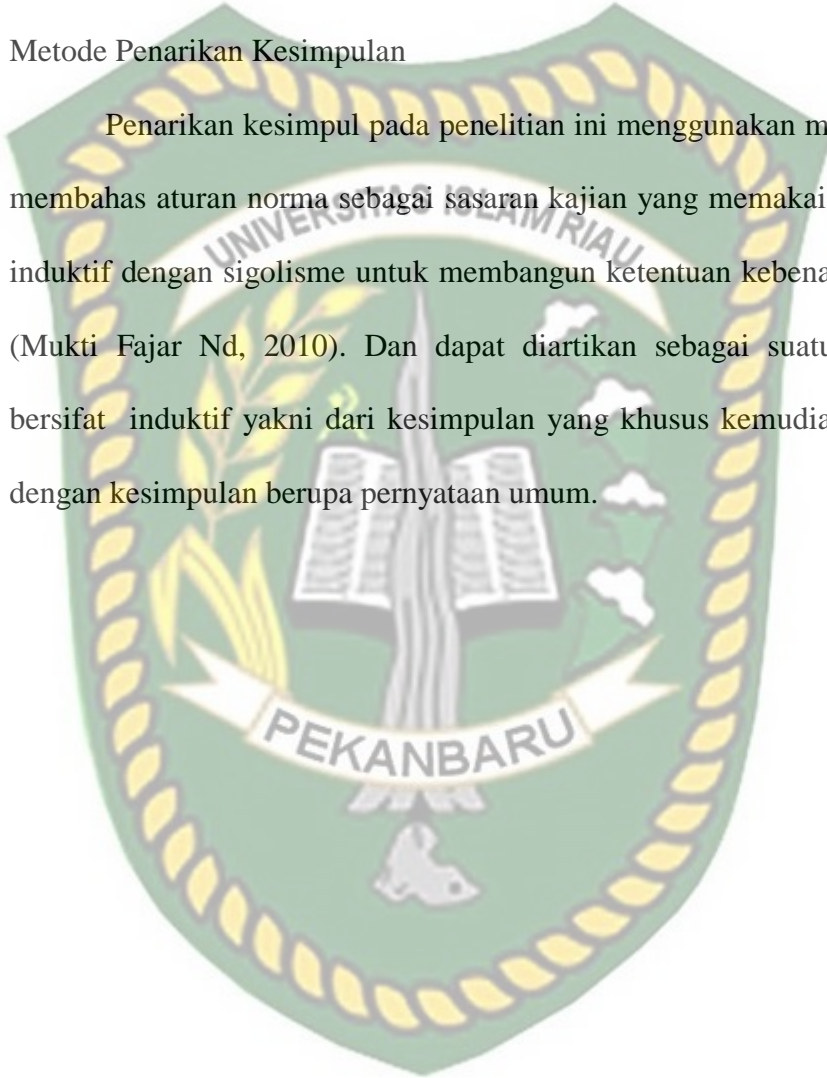 Metode Penarikan Kesimpulan
Penarikan kesimpul pada penelitian ini menggunakan m
membahas aturan norma sebagai sasaran kajian yang memakai
induktif dengan sigolisme untuk membangun ketentuan kebena
(Mukti Fajar Nd, 2010). Dan dapat diartikan sebagai suatu
bersifat induktif yakni dari kesimpulan yang khusus kemudia
dengan kesimpulan berupa pernyataan umum.
UNIVERSITAS ISLAM RIAU
PEKANBARU